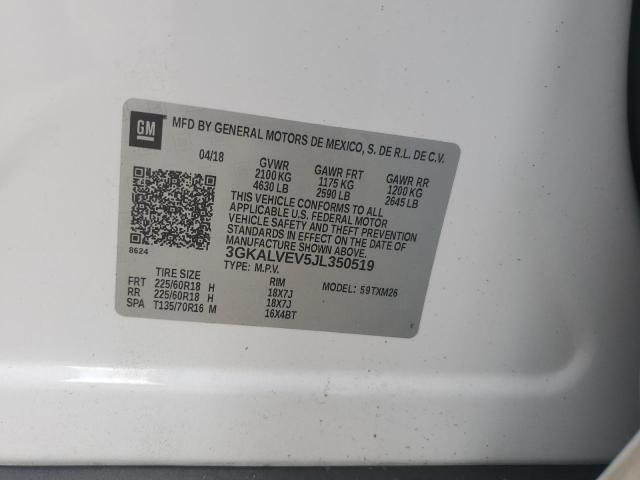 GM
MFD BY GENERAL MOTORS DE MEXICO, S. DE R.L. DE C.V.
04/18 GVWR GAWR FRT GAWR RR
2100 KG 1175 KG 1200 KG
4630 LB 2590 LB 2645 LB
THIS VEHICLE CONFORMS TO ALL
APPLICABLE U.S. FEDERAL MOTOR
VEHICLE SAFETY AND BUMPER
STANDARDS IN EFFECT ON THE DATE
OF MANUFACTURE SHOWN ABOVE.
8624
3GKALVEV5JL350519
TYPE: M.P.V.
TIRE SIZE RIM MODEL: 59TXM26
FRT 225/60R18 H 18X7J
RR 225/60R18 H 18X7J
SPA T135/70R16 M 16X4BT